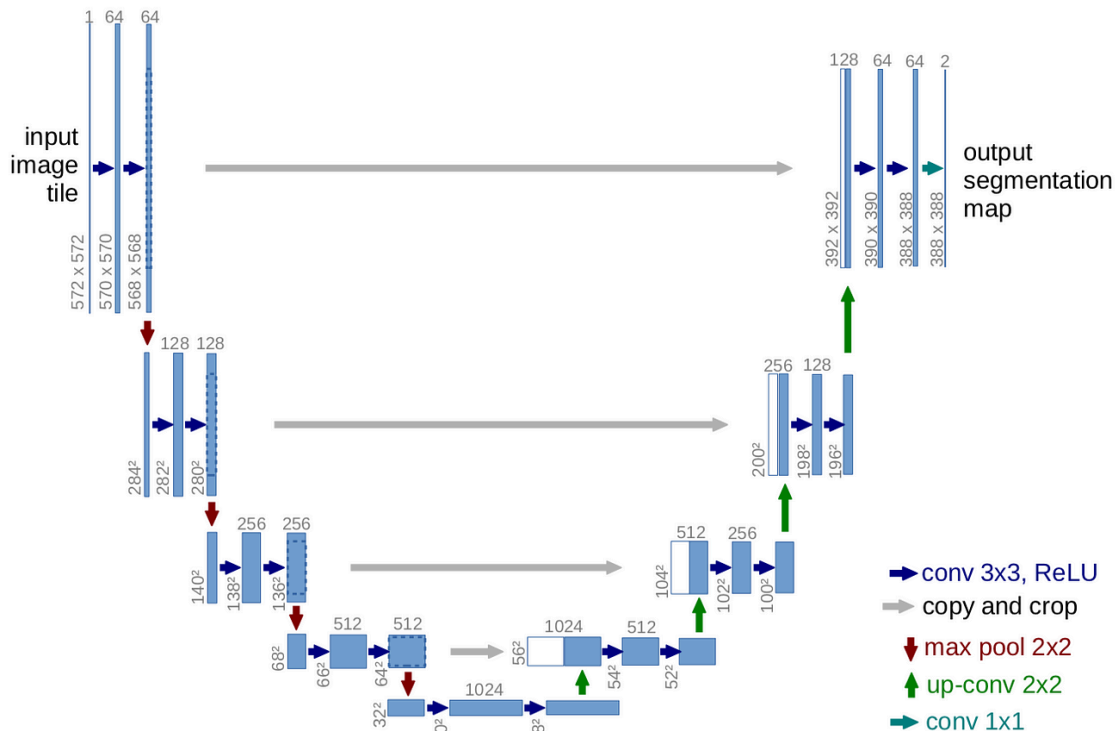 1 64 64
input
image
tile
572 x 572
570 x 570
568 x 568
128 64 64 2
output
segmentation
map
392 x 392
390 x 390
388 x 388
388 x 388
128 128
284²
282²
280²
256 128
200²
198²
196²
256 256
140²
138²
136²
512 256
104²
102²
100²
512 512
68²
66²
64²
1024 512
56²
54²
52²
1024
32²
conv 3x3, ReLU
copy and crop
max pool 2x2
up-conv 2x2
conv 1x1